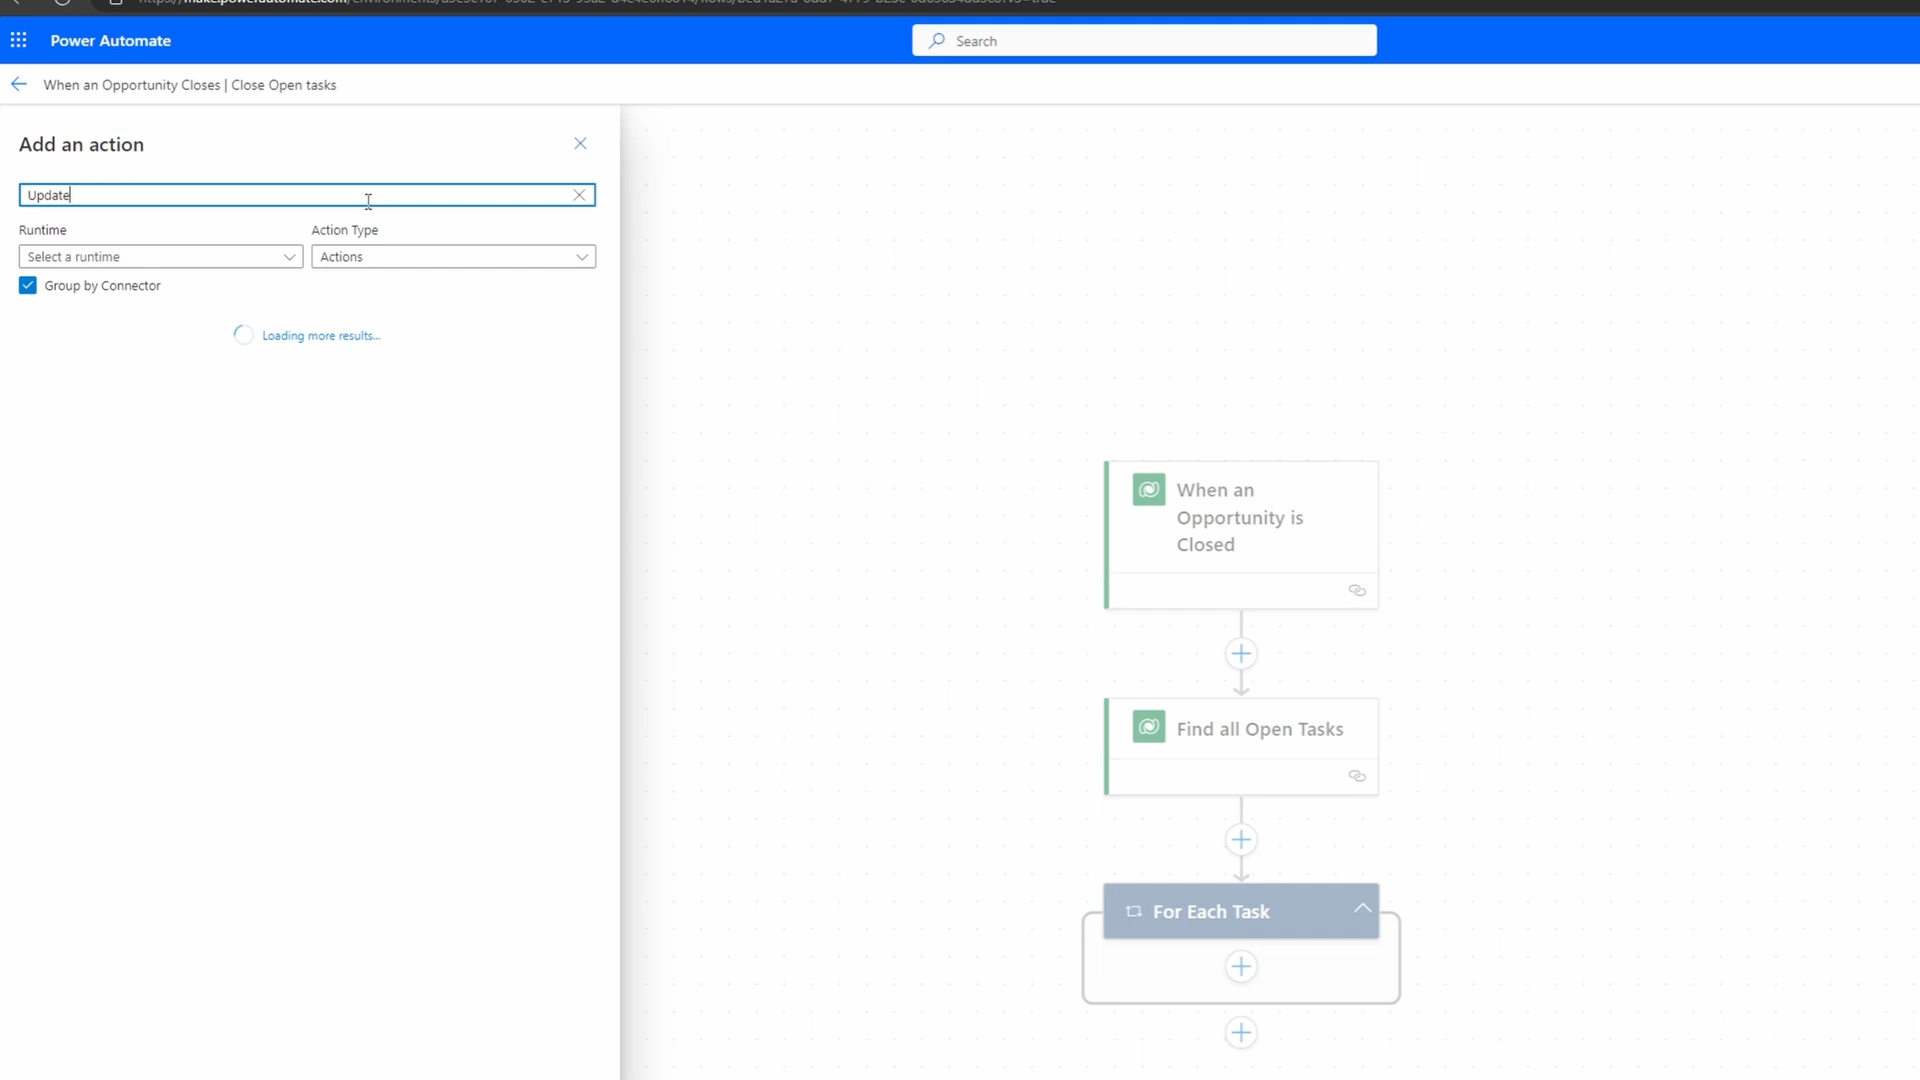 Power Automate
Search
When an Opportunity Closes | Close Open tasks
Add an action
Update
Runtime
Action Type
Select a runtime
Actions
Group by Connector
Loading more results...
When an
Opportunity is
Closed
Find all Open Tasks
For Each Task